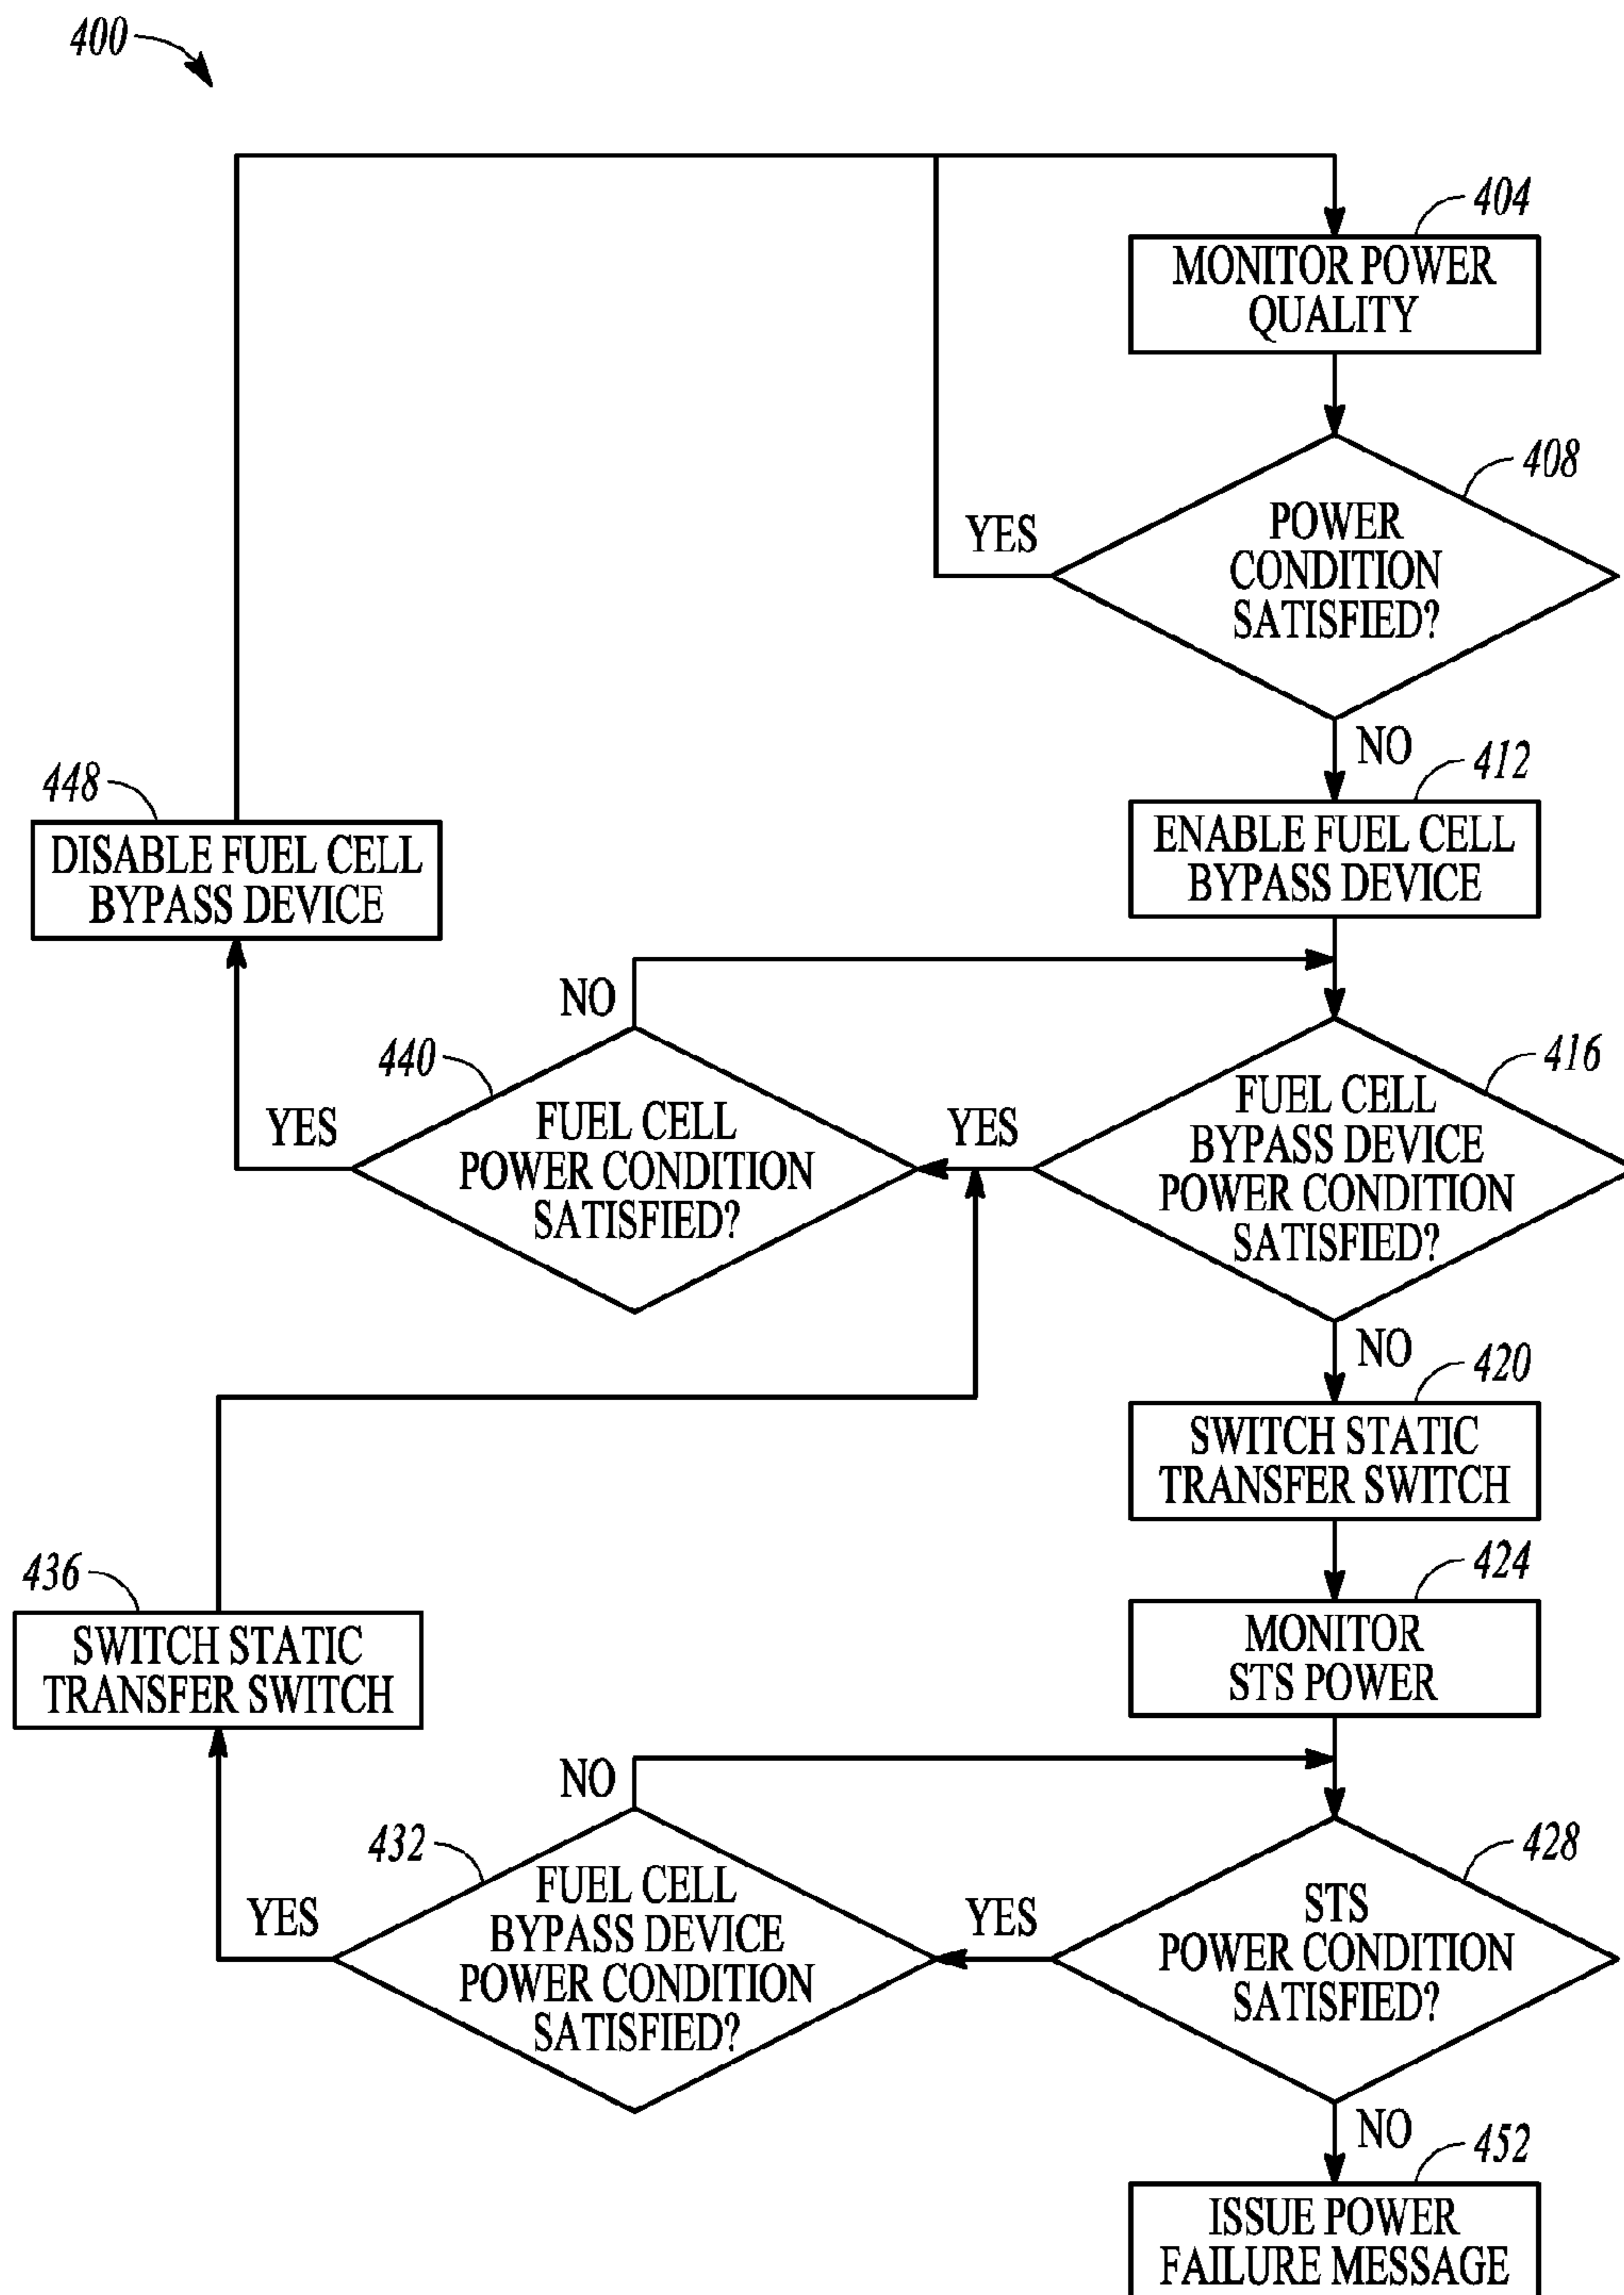 400
404
MONITOR POWER
QUALITY
408
POWER
CONDITION
SATISFIED?
YES
NO
412
ENABLE FUEL CELL
BYPASS DEVICE
448
DISABLE FUEL CELL
BYPASS DEVICE
NO
440
FUEL CELL
POWER CONDITION
SATISFIED?
YES
YES
416
FUEL CELL
BYPASS DEVICE
POWER CONDITION
SATISFIED?
NO
420
SWITCH STATIC
TRANSFER SWITCH
424
MONITOR
STS POWER
436
SWITCH STATIC
TRANSFER SWITCH
NO
432
FUEL CELL
BYPASS DEVICE
POWER CONDITION
SATISFIED?
YES
YES
428
STS
POWER CONDITION
SATISFIED?
NO
452
ISSUE POWER
FAILURE MESSAGE